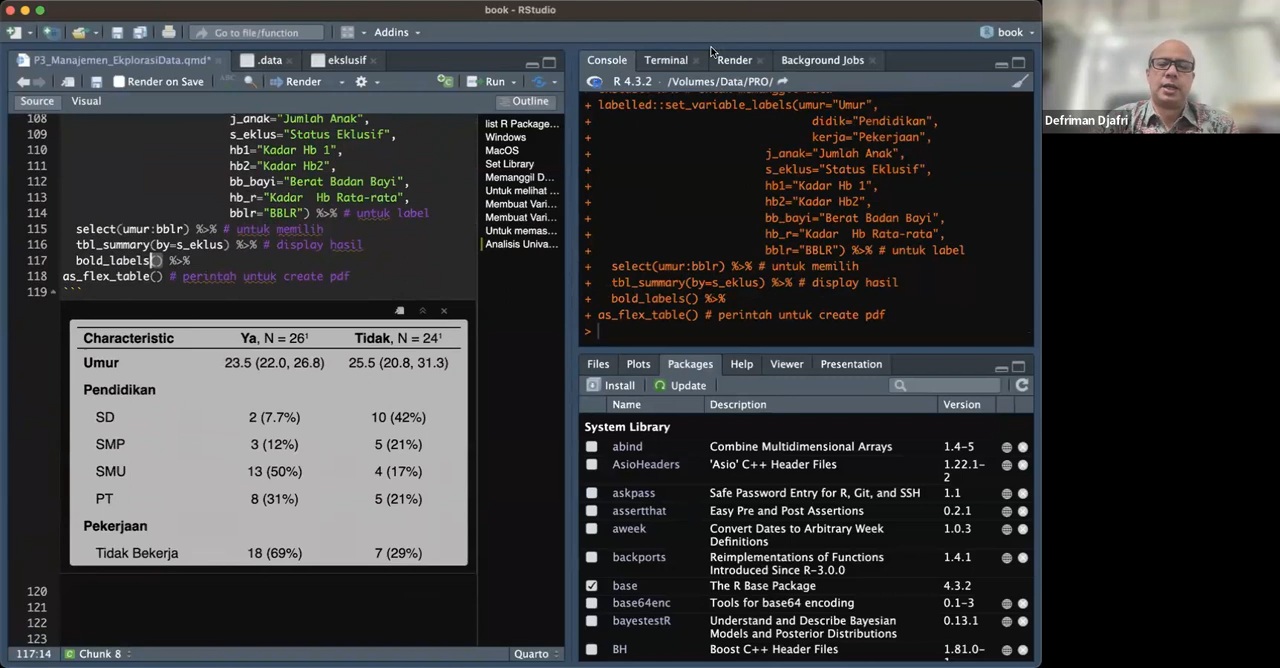 book - RStudio
Go to file/function
Addins
book
P3_Manajemen_EkplorasiData.qmd*
.data
ekslusif
Render on Save
ABC
Render
Run
Source
Visual
Outline
108 j_anak="Jumlah Anak",
109 s_eklus="Status Eklusif",
110 hb1="Kadar Hb 1",
111 hb2="Kadar Hb2",
112 bb_bayi="Berat Badan Bayi",
113 hb_r="Kadar  Hb Rata-rata",
114 bblr="BBLR") %>% # untuk label
115 select(umur:bblr) %>% # untuk memilih
116 tbl_summary(by=s_eklus) %>% # display hasil
117 bold_labels() %>%
118 as_flex_table() # perintah untuk create pdf
119 ```
list R Package...
Windows
MacOS
Set Library
Memanggil D...
Untuk melihat ...
Membuat Vari...
Membuat Vari...
Untuk memas...
Analisis Univa...
Characteristic Ya, N = 26¹ Tidak, N = 24¹
Umur 23.5 (22.0, 26.8) 25.5 (20.8, 31.3)
Pendidikan
SD 2 (7.7%) 10 (42%)
SMP 3 (12%) 5 (21%)
SMU 13 (50%) 4 (17%)
PT 8 (31%) 5 (21%)
Pekerjaan
Tidak Bekerja 18 (69%) 7 (29%)
120
121
122
123
117:14
Chunk 8
Quarto
Console
Terminal
Render
Background Jobs
R 4.3.2 · /Volumes/Data/PRO/
+ labelled::set_variable_labels(umur="Umur",
+ didik="Pendidikan",
+ kerja="Pekerjaan",
+ j_anak="Jumlah Anak",
+ s_eklus="Status Eklusif",
+ hb1="Kadar Hb 1",
+ hb2="Kadar Hb2",
+ bb_bayi="Berat Badan Bayi",
+ hb_r="Kadar  Hb Rata-rata",
+ bblr="BBLR") %>% # untuk label
+ select(umur:bblr) %>% # untuk memilih
+ tbl_summary(by=s_eklus) %>% # display hasil
+ bold_labels() %>%
+ as_flex_table() # perintah untuk create pdf
>
Files
Plots
Packages
Help
Viewer
Presentation
Install
Update
Name Description Version
System Library
abind Combine Multidimensional Arrays 1.4-5
AsioHeaders 'Asio' C++ Header Files 1.22.1-
2
askpass Safe Password Entry for R, Git, and SSH 1.1
assertthat Easy Pre and Post Assertions 0.2.1
aweek Convert Dates to Arbitrary Week 1.0.3
Definitions
backports Reimplementations of Functions 1.4.1
Introduced Since R-3.0.0
base The R Base Package 4.3.2
base64enc Tools for base64 encoding 0.1-3
bayestestR Understand and Describe Bayesian 0.13.1
Models and Posterior Distributions
BH Boost C++ Header Files 1.81.0-
Defriman Djafri